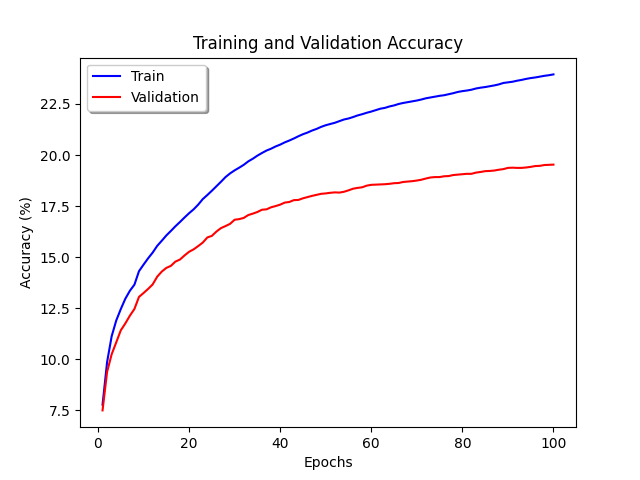 Training and Validation Accuracy
Train
Validation
Accuracy (%)
22.5
20.0
17.5
15.0
12.5
10.0
7.5
0 20 40 60 80 100
Epochs